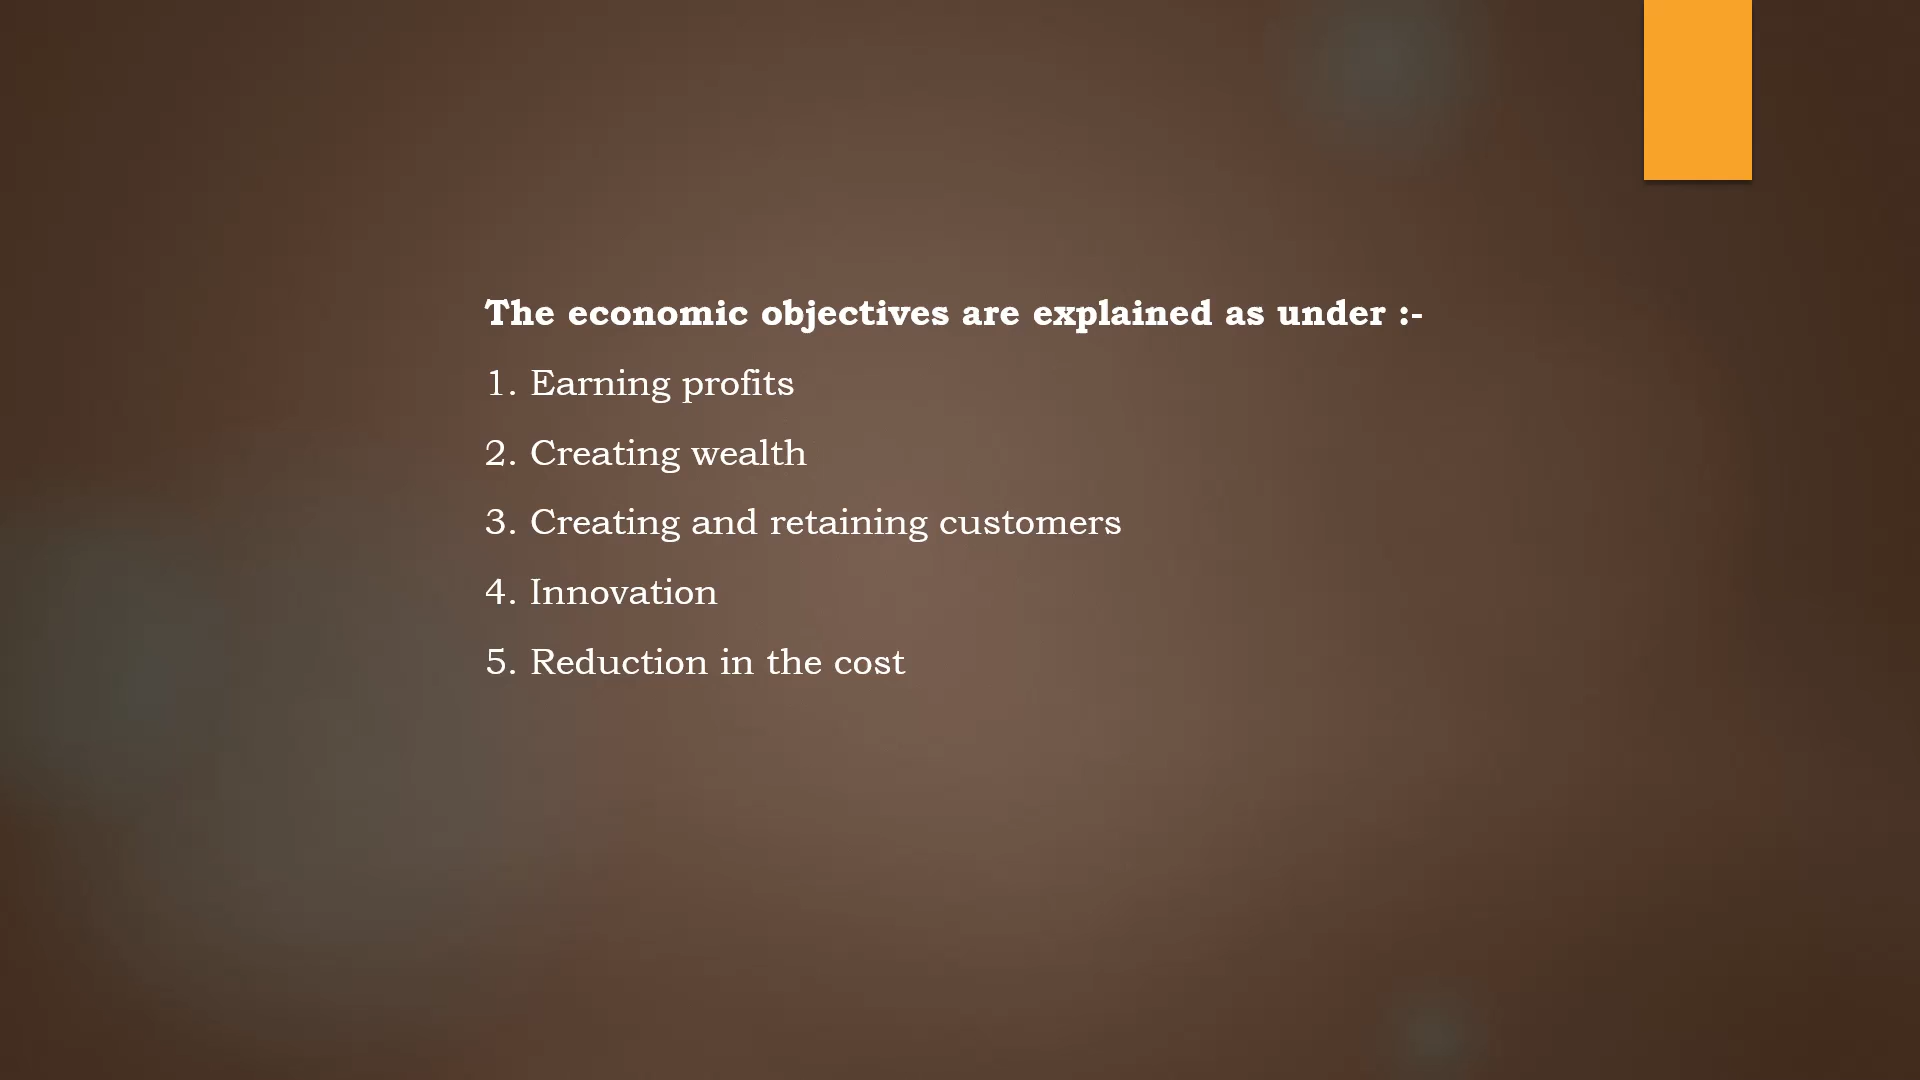 The economic objectives are explained as under :-
1. Earning profits
2. Creating wealth
3. Creating and retaining customers
4. Innovation
5. Reduction in the cost